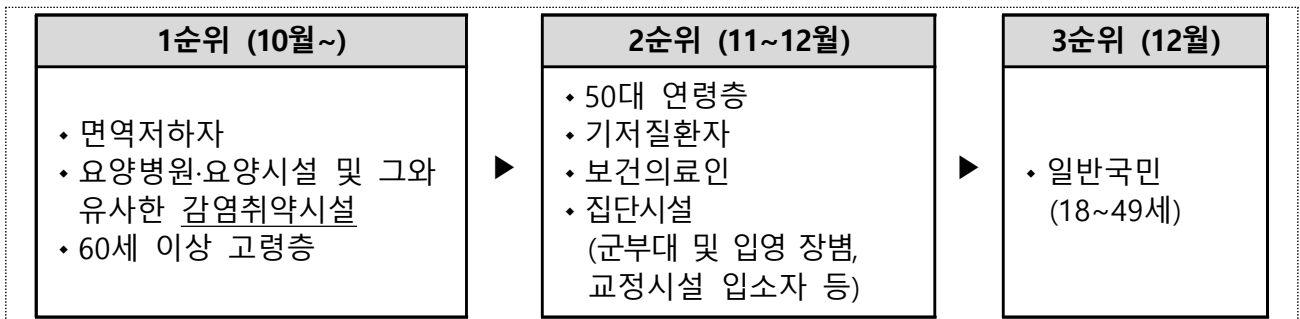 1순위 (10월~)
◆ 면역저하자
◆ 요양병원·요양시설 및 그와
유사한 감염취약시설
◆ 60세 이상 고령층
▶
2순위 (11~12월)
◆ 50대 연령층
◆ 기저질환자
◆ 보건의료인
◆ 집단시설
(군부대 및 입영 장병,
교정시설 입소자 등)
▶
3순위 (12월)
◆ 일반국민
(18~49세)